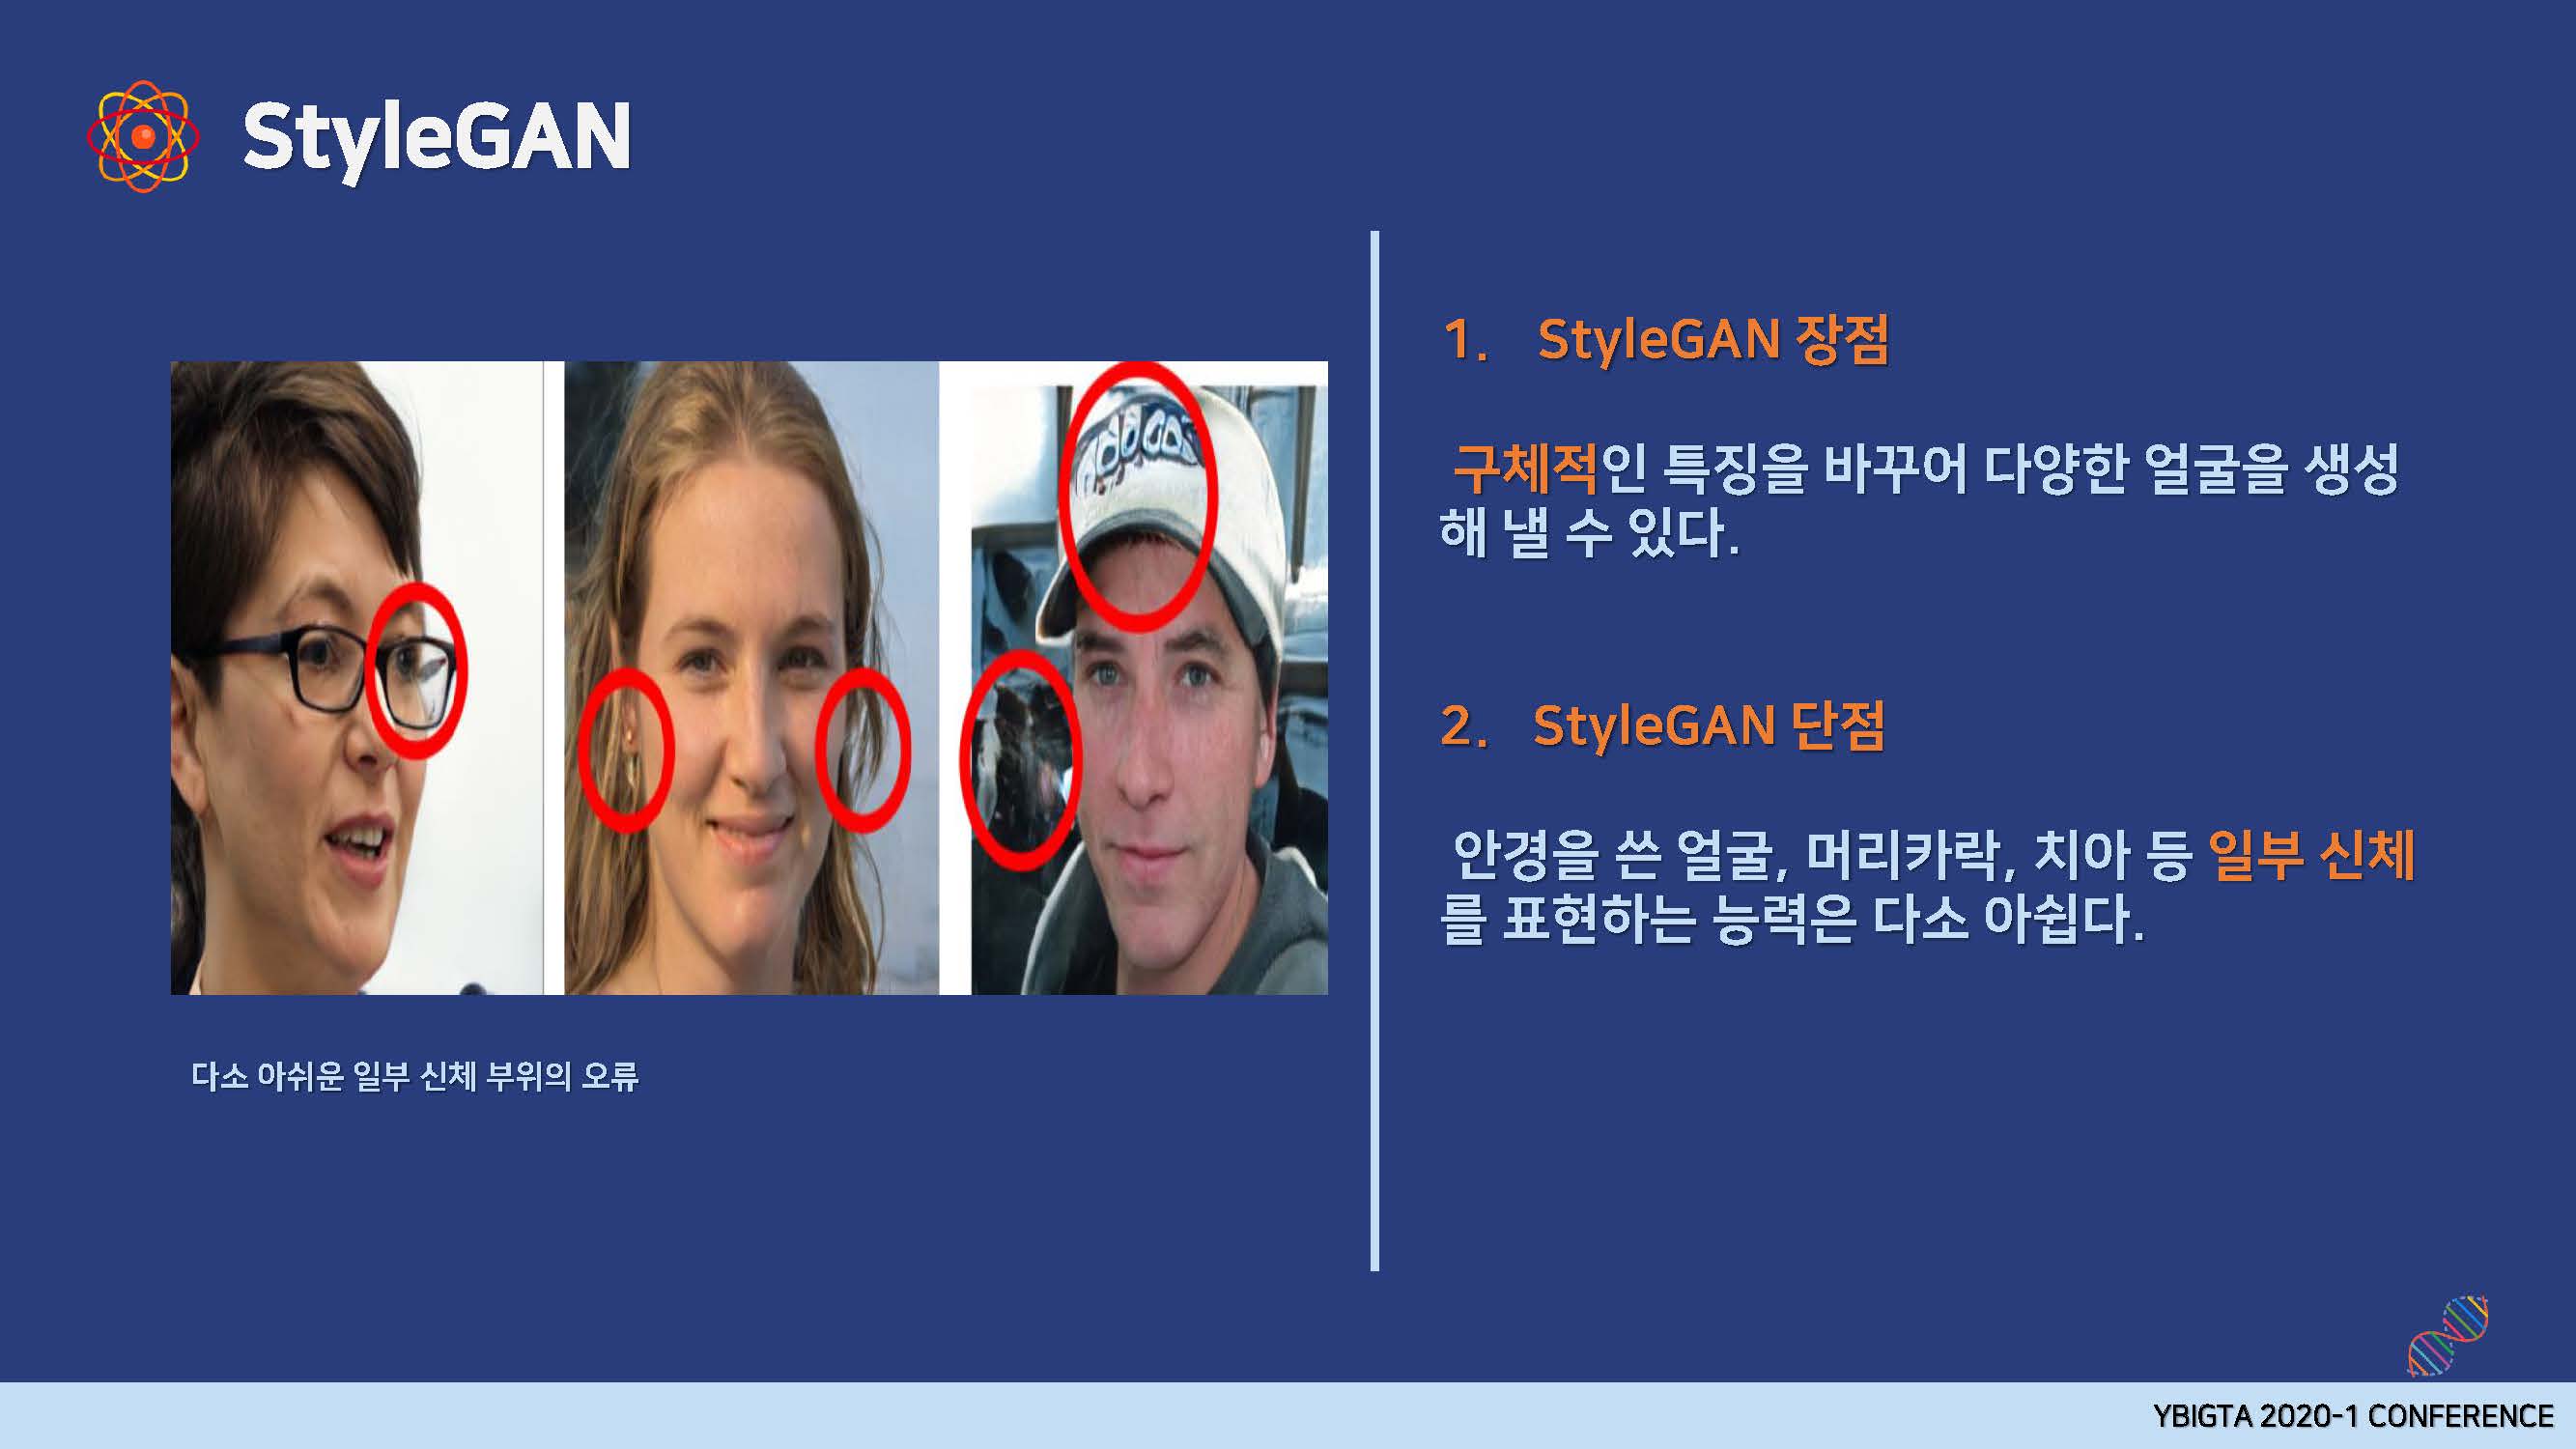 StyleGAN
1. StyleGAN 장점
구체적인 특징을 바꾸어 다양한 얼굴을 생성
해 낼 수 있다.
2. StyleGAN 단점
안경을 쓴 얼굴, 머리카락, 치아 등 일부 신체
를 표현하는 능력은 다소 아쉽다.
다소 아쉬운 일부 신체 부위의 오류
YBIGTA 2020-1 CONFERENCE